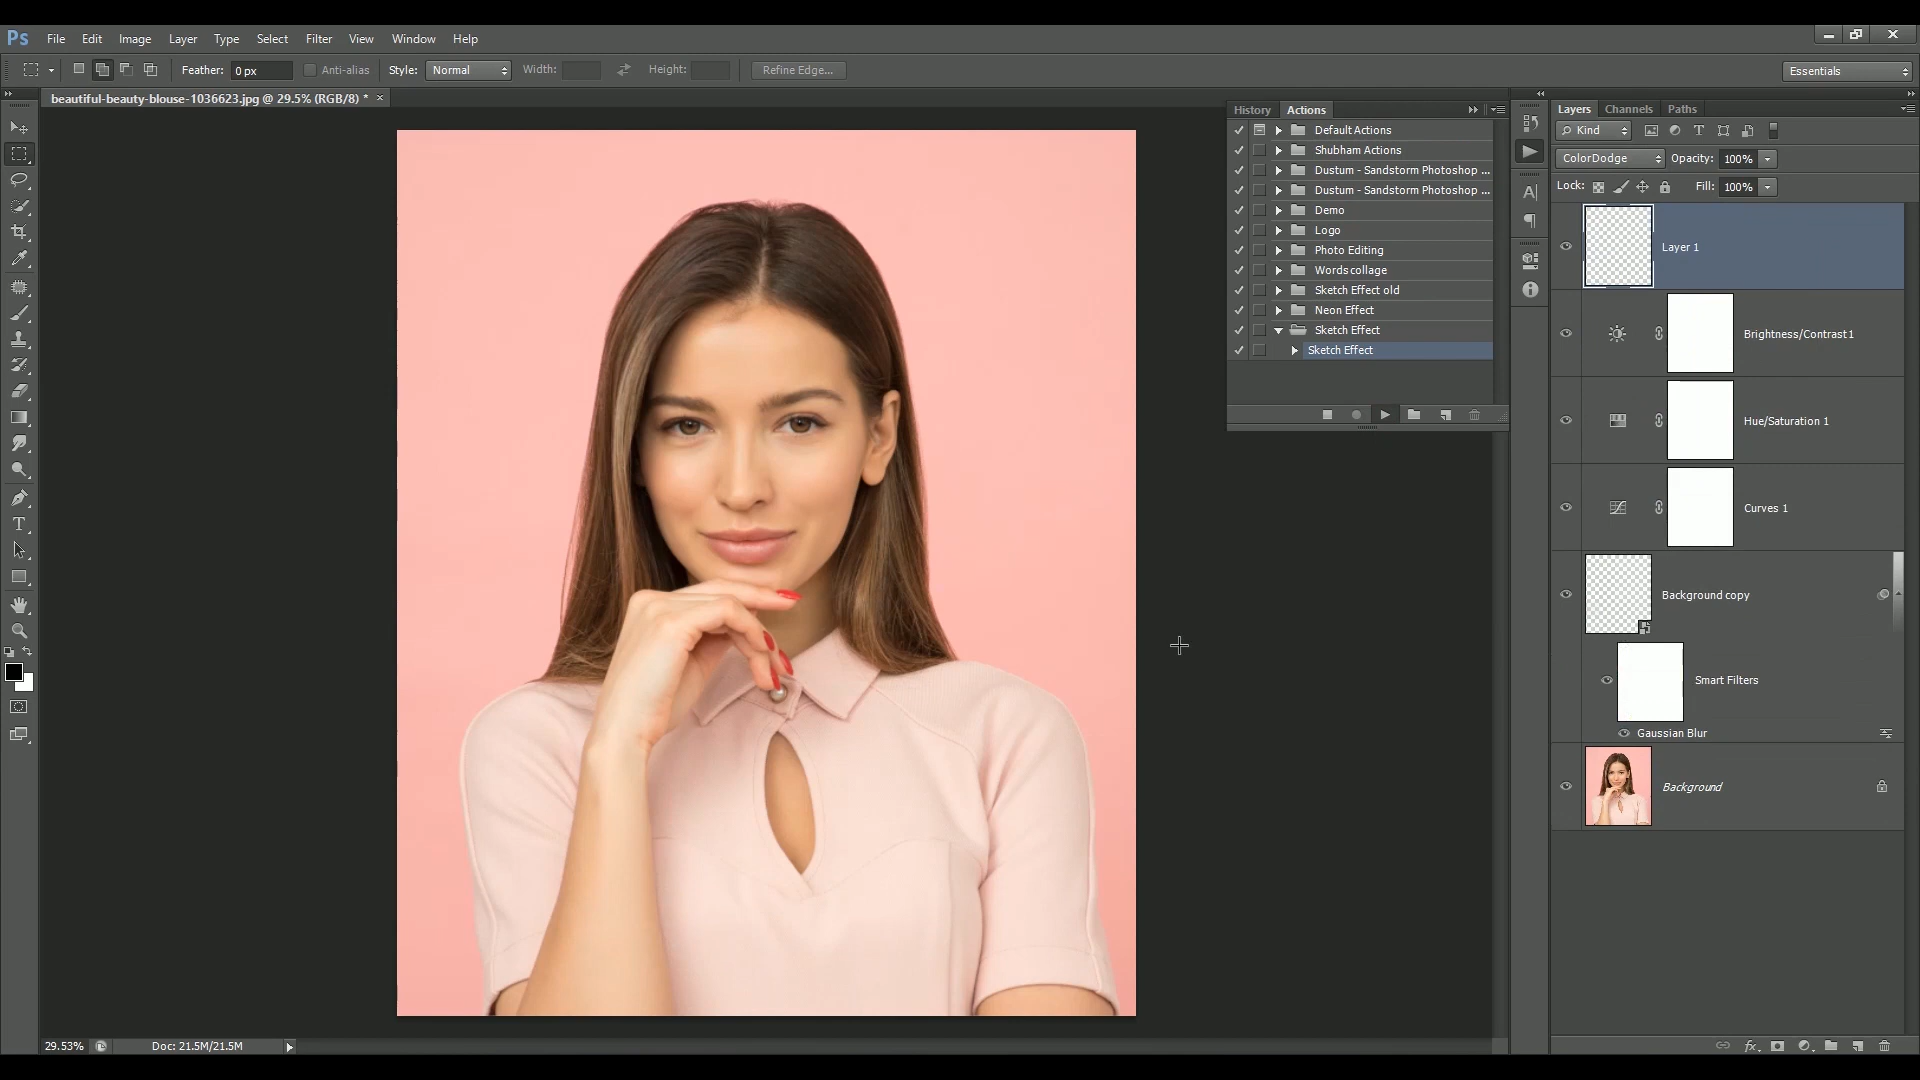 Ps File Edit Image Layer Type Select Filter View Window Help
Feather: 0 px Anti-alias Style: Normal Width: Height: Refine Edge... Essentials
beautiful-beauty-blouse-1036623.jpg @ 29.5% (RGB/8) * ×
History Actions
Default Actions
Shubham Actions
Dustum - Sandstorm Photoshop ...
Dustum - Sandstorm Photoshop ...
Demo
Logo
Photo Editing
Words collage
Sketch Effect old
Neon Effect
Sketch Effect
Sketch Effect
Layers Channels Paths
Kind
ColorDodge Opacity: 100%
Lock: Fill: 100%
Layer 1
Brightness/Contrast 1
Hue/Saturation 1
Curves 1
Background copy
Smart Filters
Gaussian Blur
Background
29.53% Doc: 21.5M/21.5M